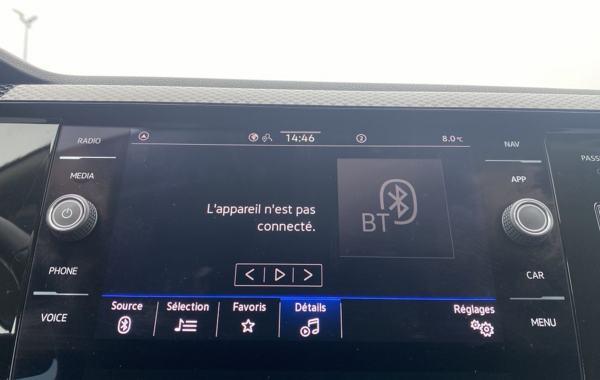 RADIO
MEDIA
PHONE
VOICE
14:46
2
8.0°C
L'appareil n'est pas
connecté.
BT
Source
Sélection
Favoris
Détails
Réglages
NAV
APP
CAR
MENU